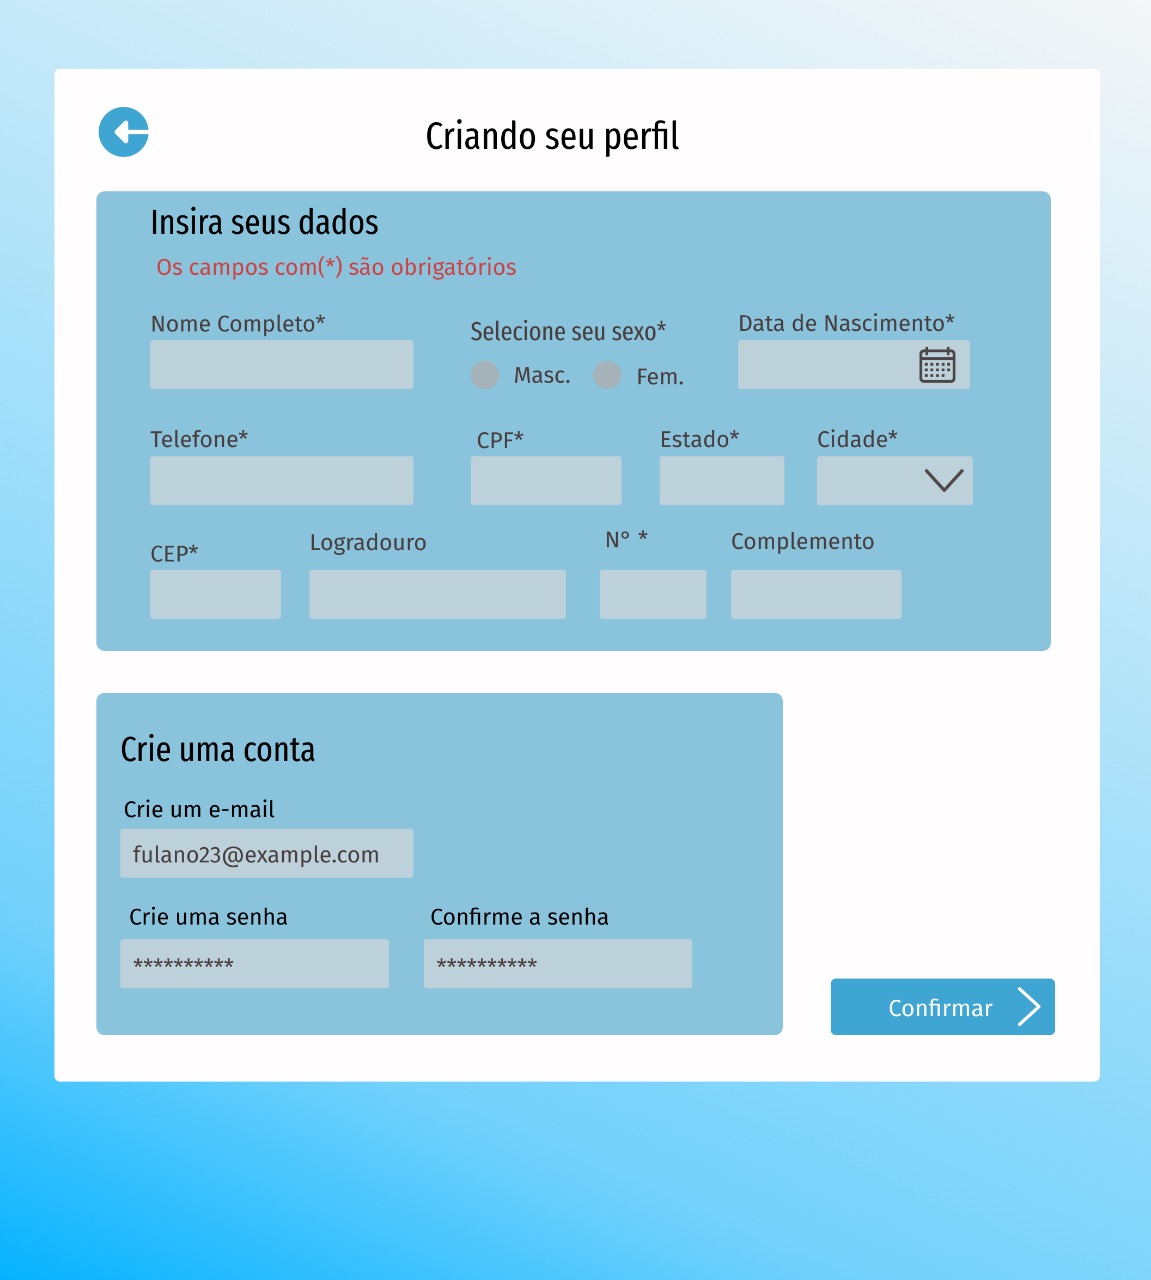 Criando seu perfil
Insira seus dados
Os campos com(*) são obrigatórios
Nome Completo*
Selecione seu sexo*
Masc.
Fem.
Data de Nascimento*
Telefone*
CPF*
Estado*
Cidade*
CEP*
Logradouro
N° *
Complemento
Crie uma conta
Crie um e-mail
fulano23@example.com
Crie uma senha
**********
Confirme a senha
**********
Confirmar